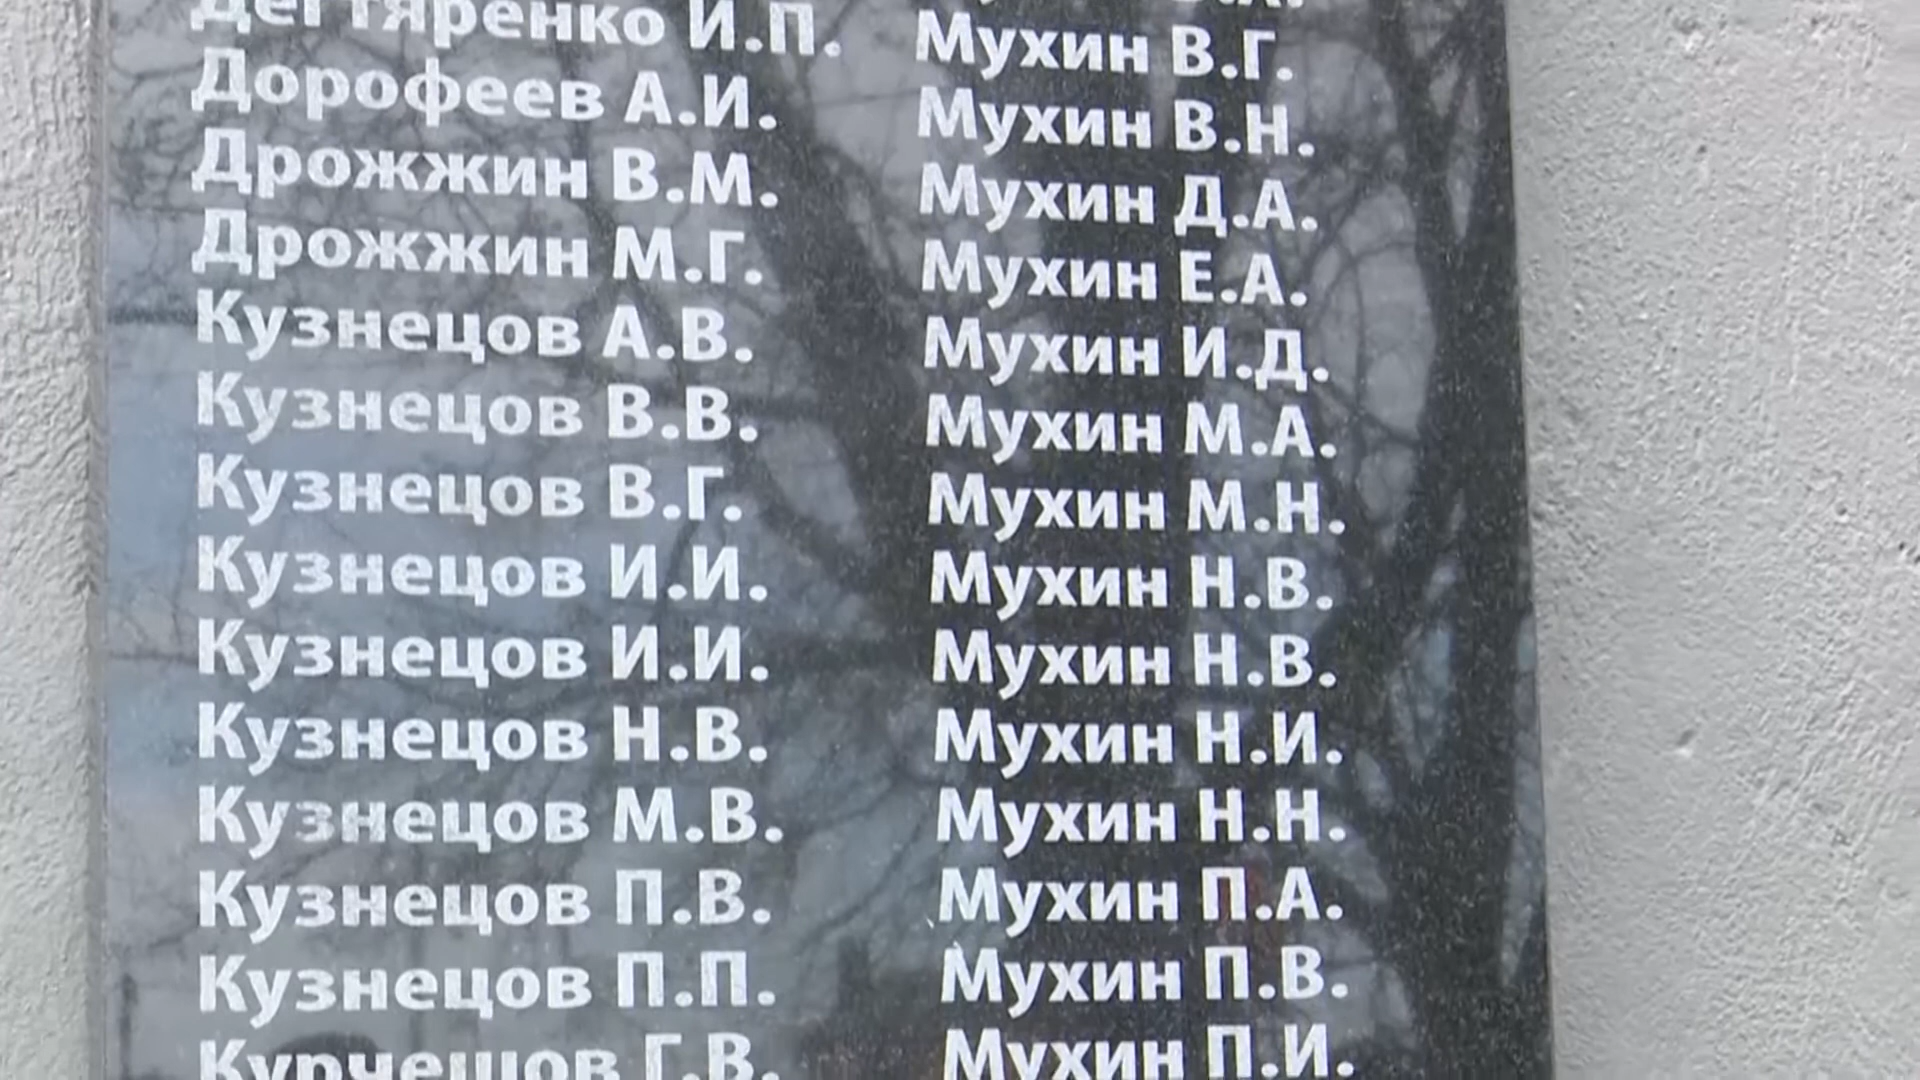 Дегтяренко И.П.
Дорофеев А.И.
Дрожжин В.М.
Дрожжин М.Г.
Кузнецов А.В.
Кузнецов В.В.
Кузнецов В.Г.
Кузнецов И.И.
Кузнецов И.И.
Кузнецов Н.В.
Кузнецов М.В.
Кузнецов П.В.
Кузнецов П.П.
Курчешов Г.В.
Мухин В.Г.
Мухин В.Н.
Мухин Д.А.
Мухин Е.А.
Мухин И.Д.
Мухин М.А.
Мухин М.Н.
Мухин Н.В.
Мухин Н.В.
Мухин Н.И.
Мухин Н.Н.
Мухин П.А.
Мухин П.В.
Мухин П.И.